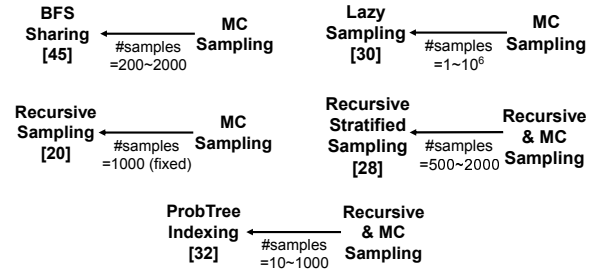 BFS
Sharing
[45]
#samples
=200~2000
MC
Sampling
Lazy
Sampling
[30]
#samples
=1~10⁶
MC
Sampling
Recursive
Sampling
[20]
#samples
=1000 (fixed)
MC
Sampling
Recursive
Stratified
Sampling
[28]
#samples
=500~2000
Recursive
& MC
Sampling
ProbTree
Indexing
[32]
#samples
=10~1000
Recursive
& MC
Sampling